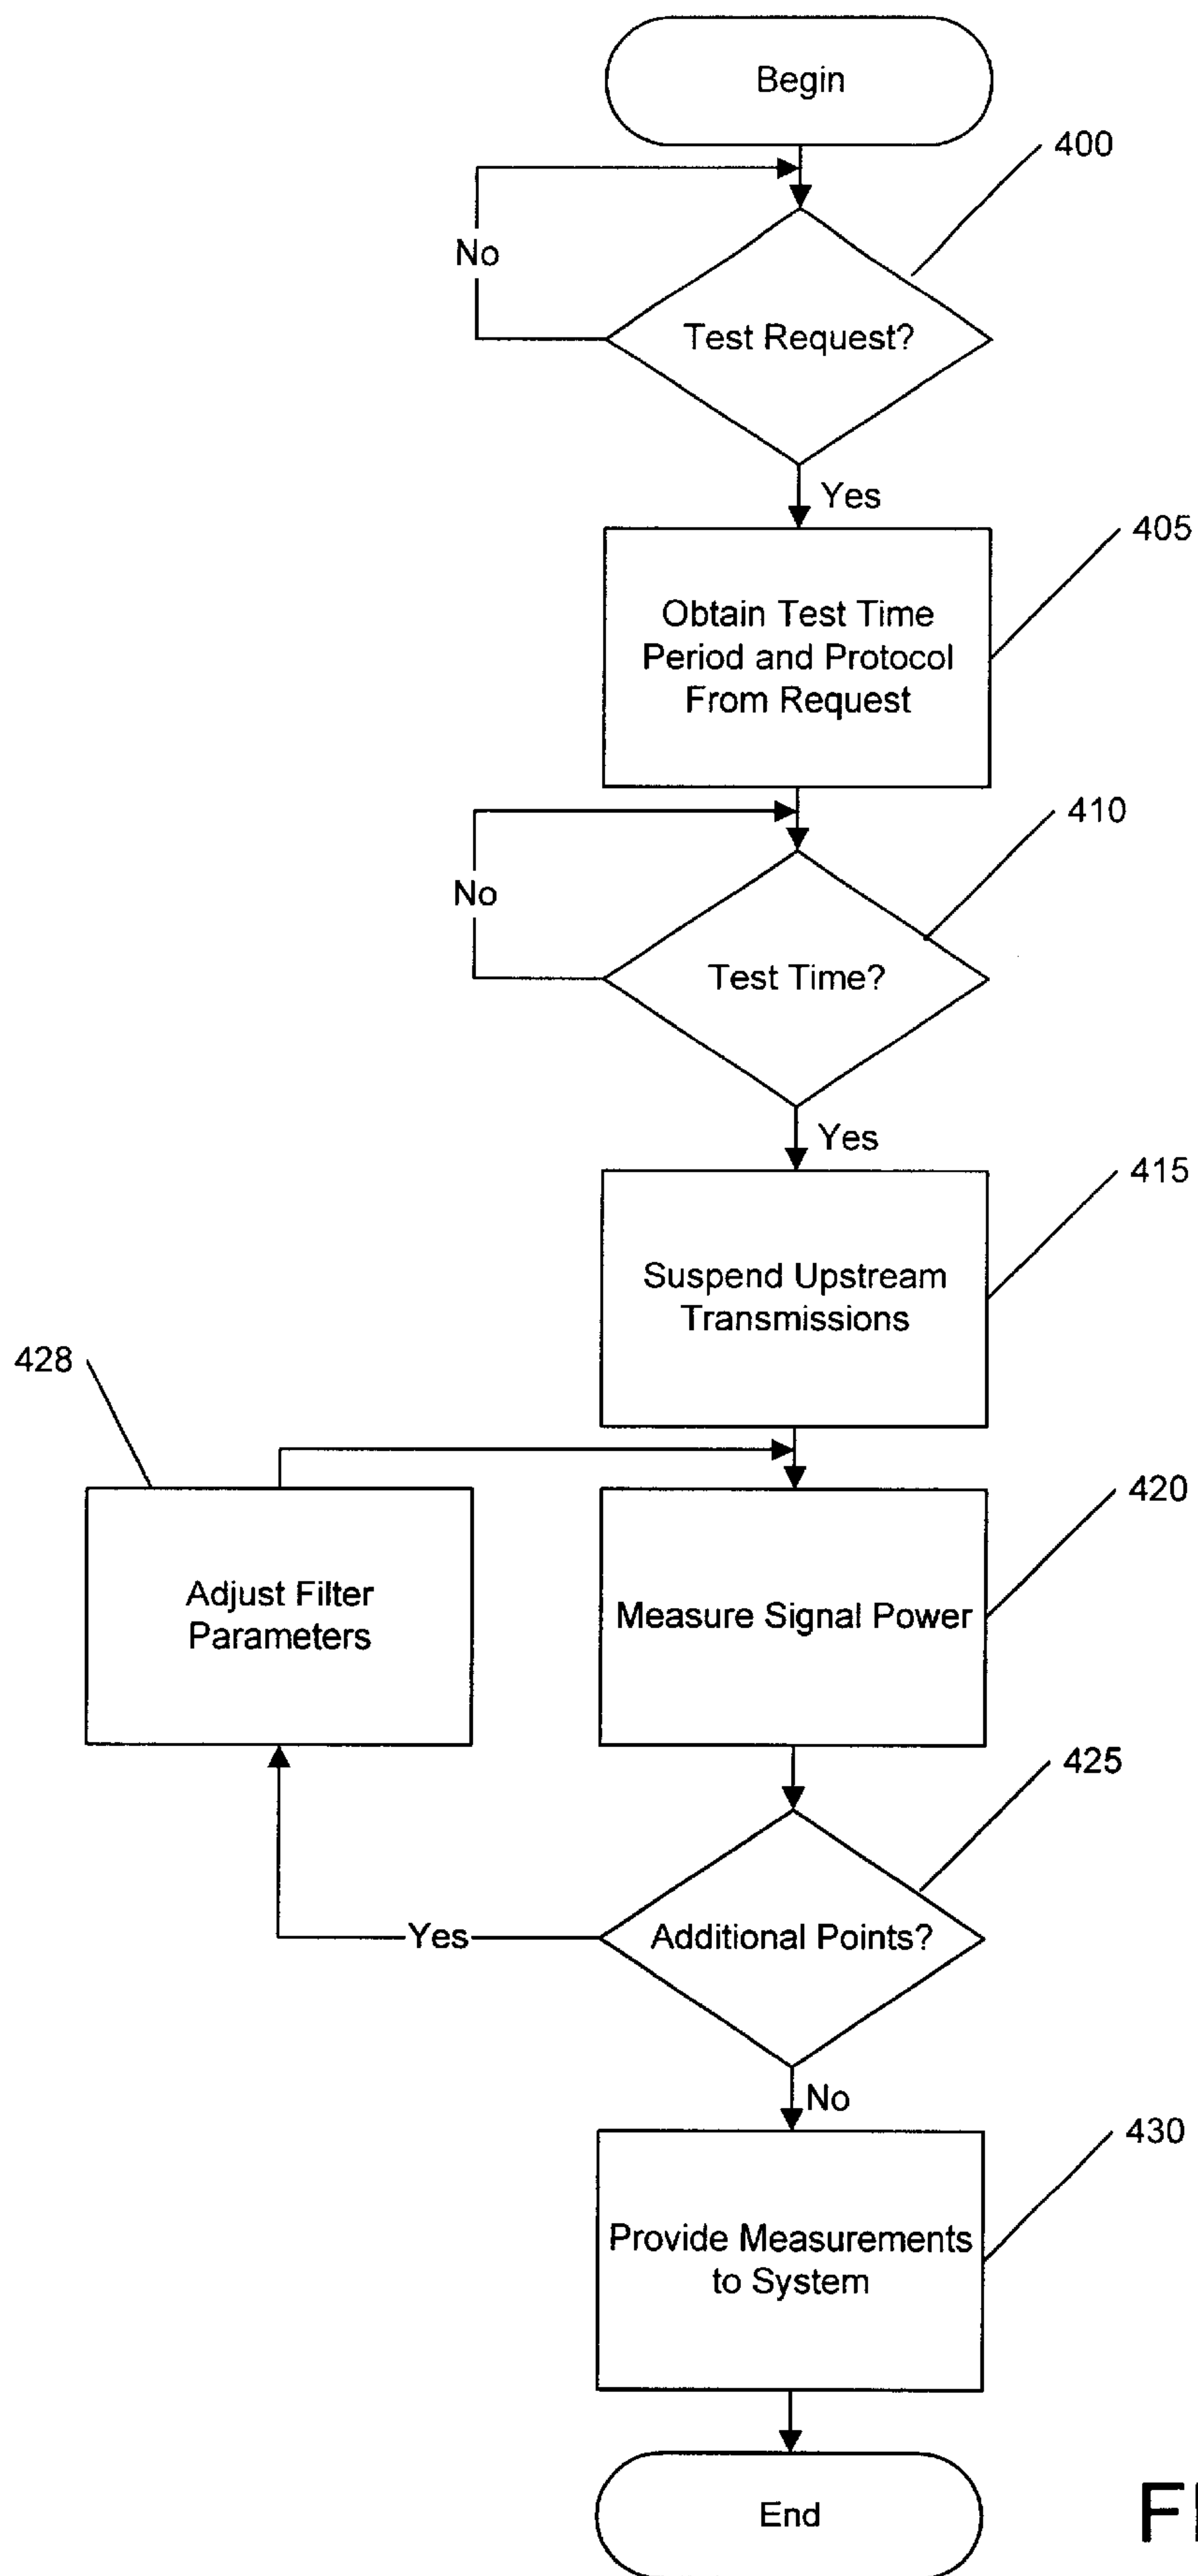 Begin
400
No
Test Request?
Yes
405
Obtain Test Time
Period and Protocol
From Request
410
No
Test Time?
Yes
415
Suspend Upstream
Transmissions
428
420
Adjust Filter
Parameters
Measure Signal Power
425
Yes
Additional Points?
No
430
Provide Measurements
to System
End